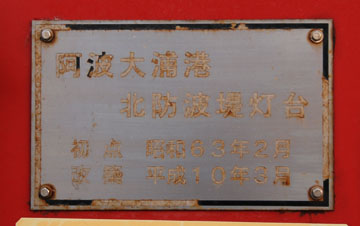 阿波大浦港
北防波堤灯台
初点 昭和63年2月
改築 平成10年3月